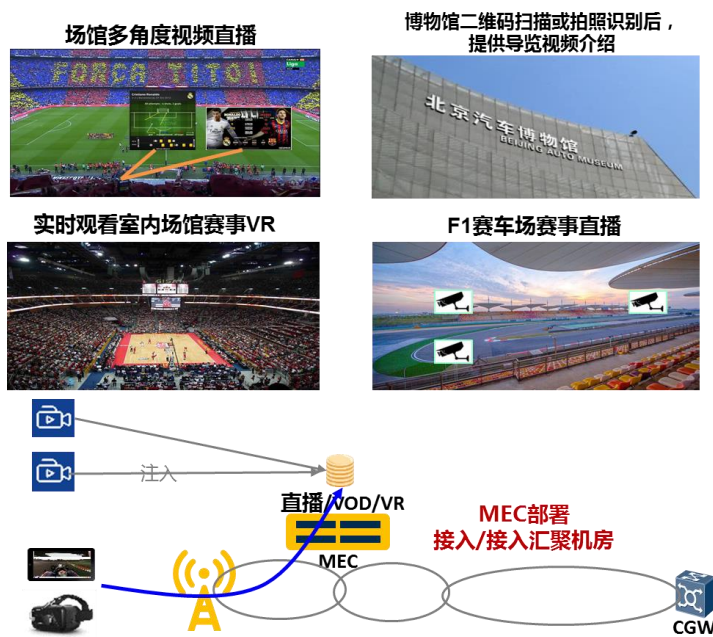 场馆多角度视频直播
博物馆二维码扫描或拍照识别后，
提供导览视频介绍
FORCA TITO!
Liga
北京汽车博物馆
BEIJING AUTO MUSEUM
实时观看室内场馆赛事VR
F1赛车场赛事直播
注入
直播/VOD/VR
MEC
MEC部署
接入/接入汇聚机房
CGW